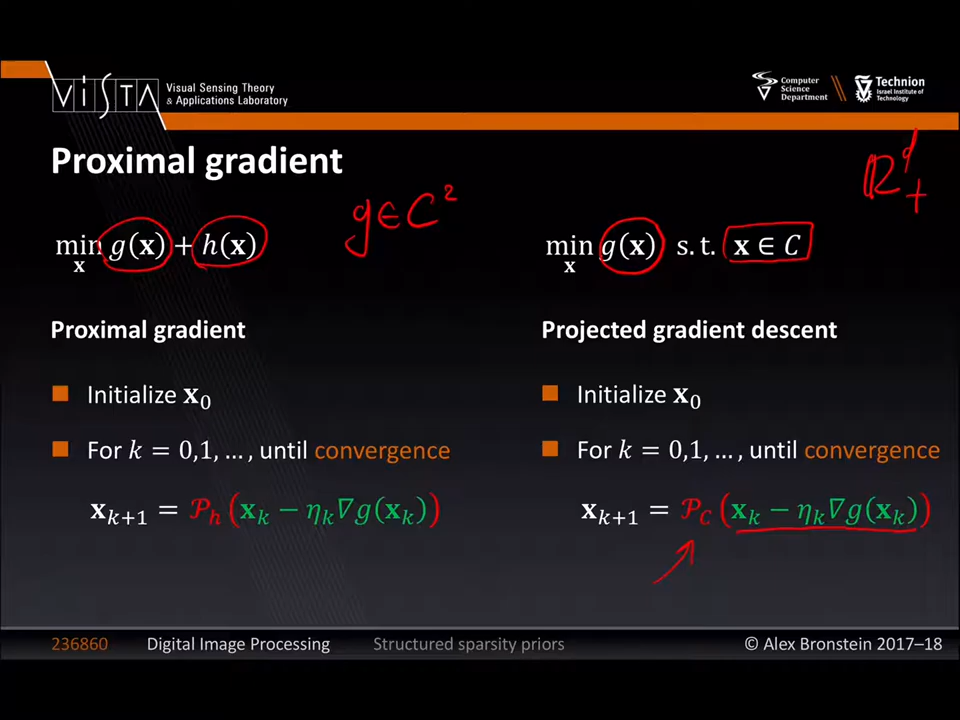 ViSTA Visual Sensing Theory & Applications Laboratory
Computer Science Department
Technion Israel Institute of Technology
Proximal gradient
ℝ^d_+
g ∈ C²
min_x g(x) + h(x)
min_x g(x) s.t. x ∈ C
Proximal gradient
Initialize x₀
For k = 0,1, …, until convergence
x_{k+1} = 𝒫_h (x_k − η_k ∇g(x_k))
Projected gradient descent
Initialize x₀
For k = 0,1, …, until convergence
x_{k+1} = 𝒫_C (x_k − η_k ∇g(x_k))
236860 Digital Image Processing Structured sparsity priors © Alex Bronstein 2017–18